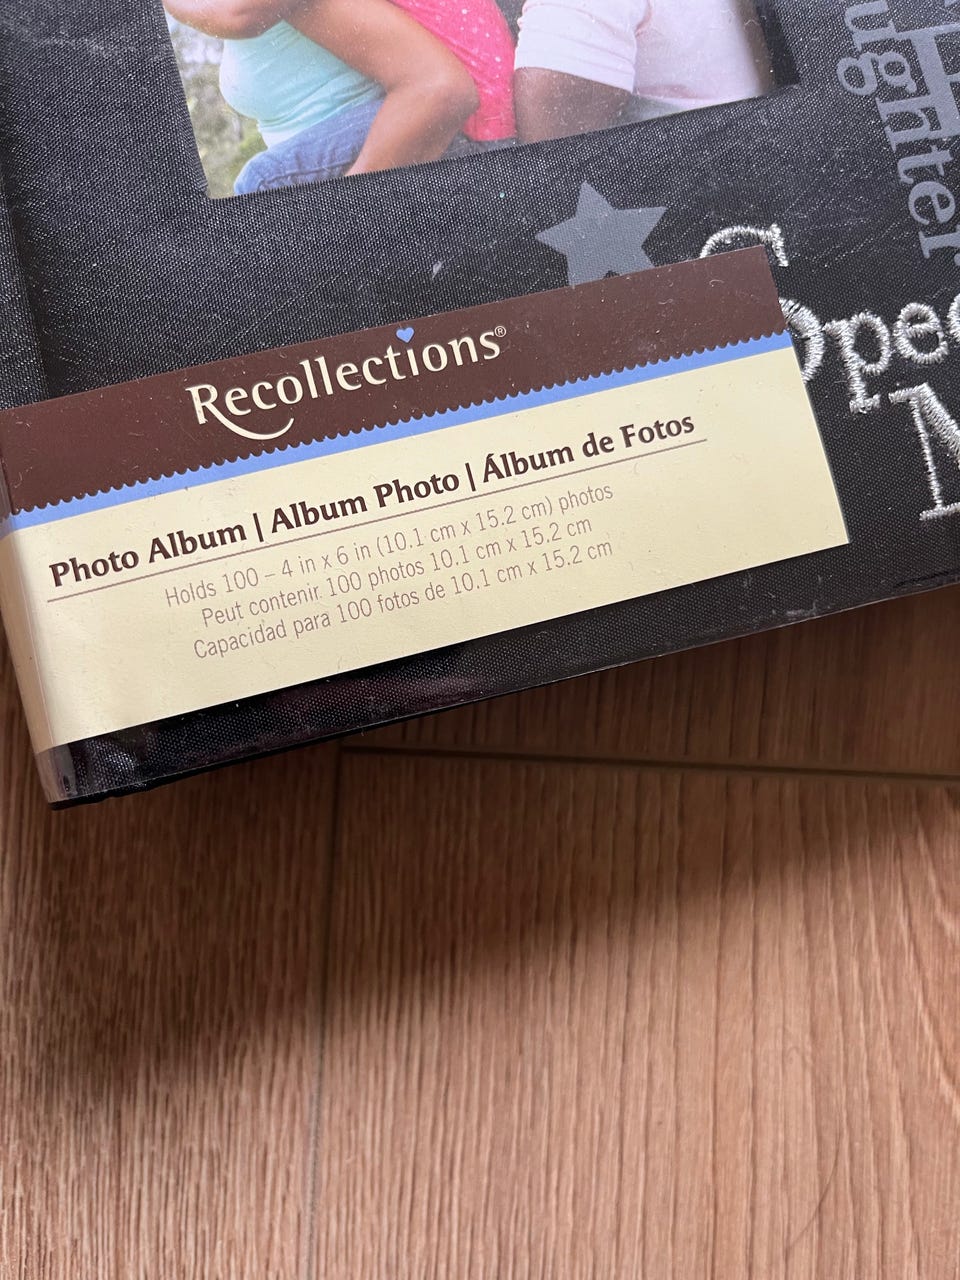 ughter
Recollections®
Photo Album | Album Photo | Álbum de Fotos
Holds 100 – 4 in x 6 in (10.1 cm x 15.2 cm) photos
Peut contenir 100 photos 10.1 cm x 15.2 cm
Capacidad para 100 fotos de 10.1 cm x 15.2 cm
Spec
M